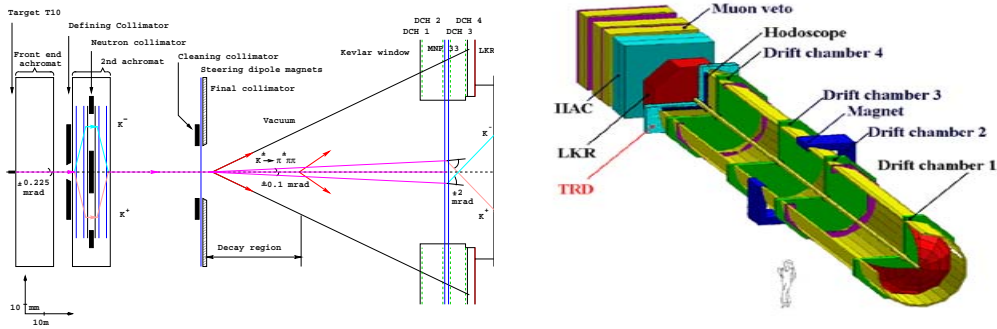 Target T10
Defining Collimator
Neutron collimator
Front end
achromat
2nd achromat
Cleaning collimator
Steering dipole magnets
Final collimator
DCH 2
DCH 4
DCH 1
DCH 3
Kevlar window
MNP 33
LKR
Vacuum
K
-
K
+
±0.225
mrad
±
±
K → π ππ
±0.1 mrad
±2
mrad
K
-
K
+
Decay region
10 mm
10m
Muon veto
Hodoscope
Drift chamber 4
Drift chamber 3
Magnet
Drift chamber 2
Drift chamber 1
HAC
LKR
TRD